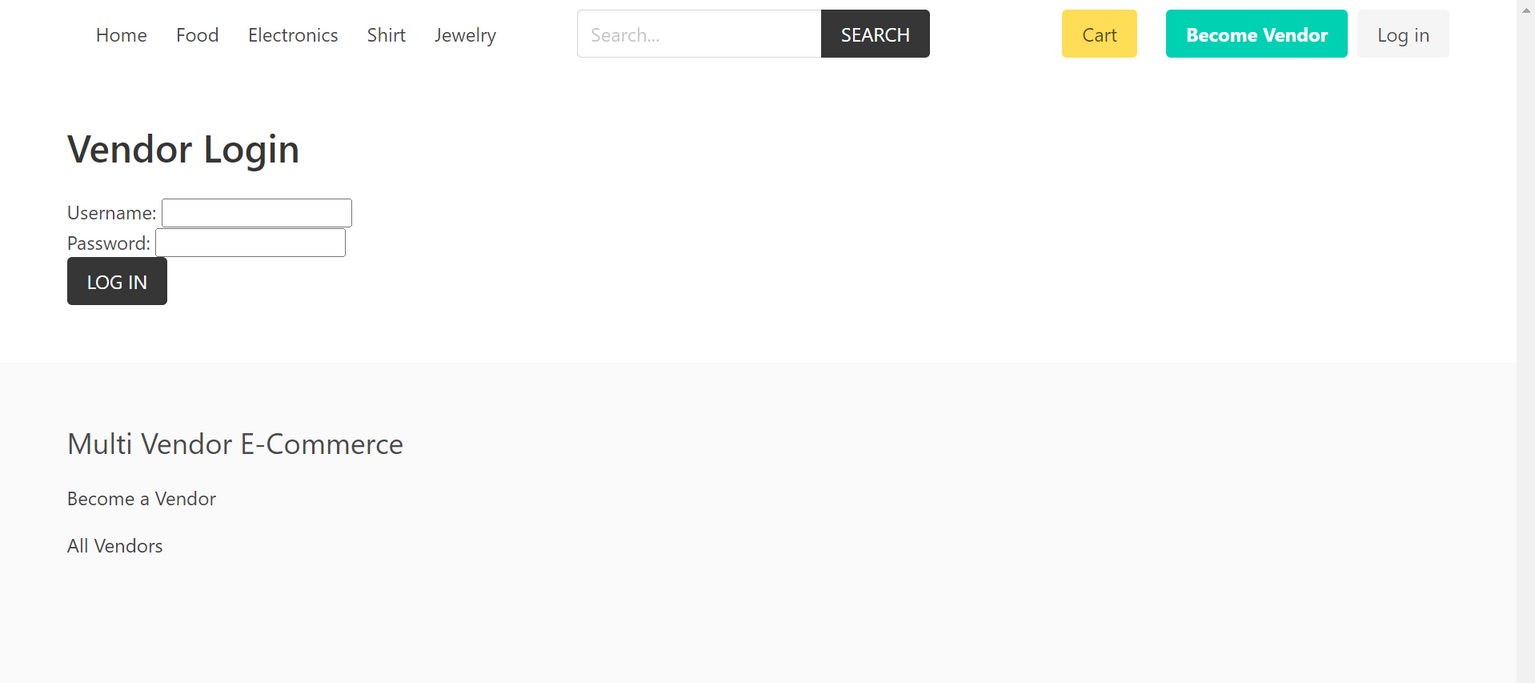 Home Food Electronics Shirt Jewelry Search... SEARCH Cart Become Vendor Log in
Vendor Login
Username:
Password:
LOG IN
Multi Vendor E-Commerce
Become a Vendor
All Vendors